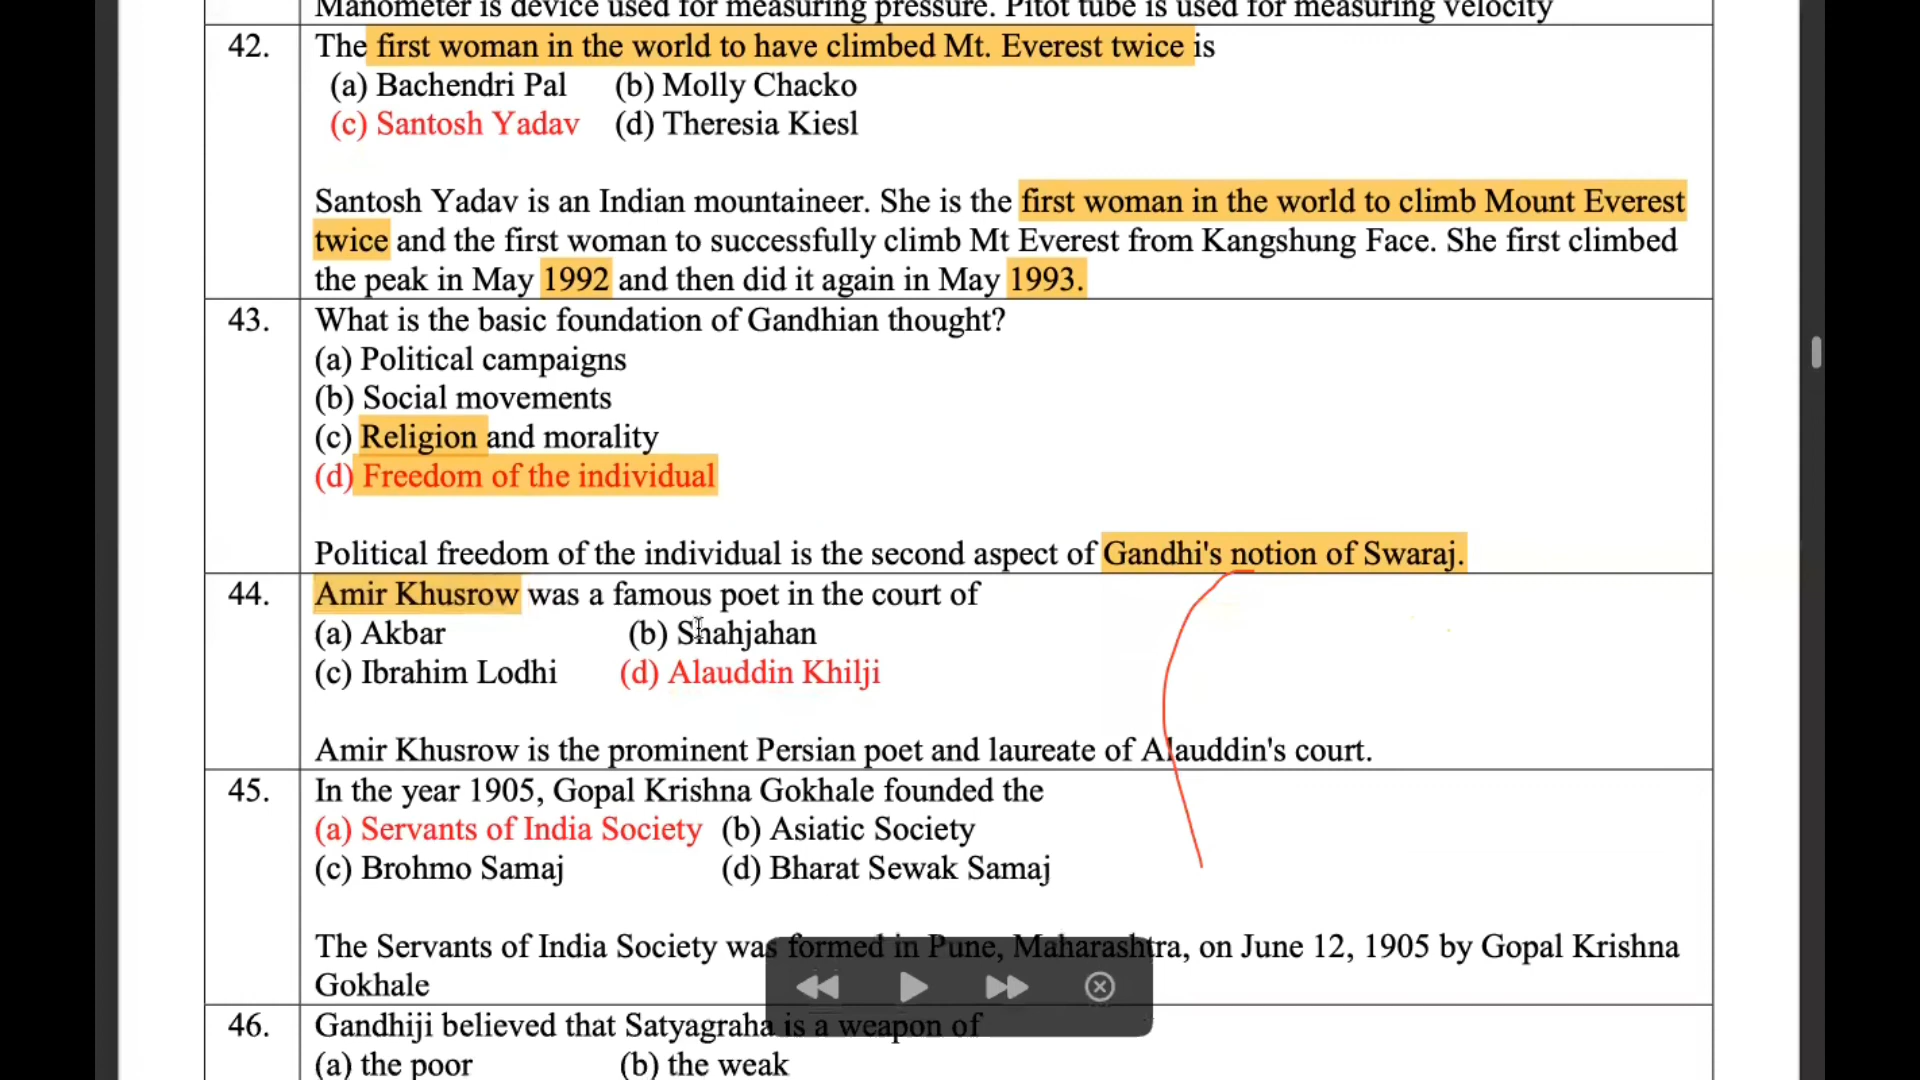 Manometer is device used for measuring pressure. Pitot tube is used for measuring velocity
42. The first woman in the world to have climbed Mt. Everest twice is
(a) Bachendri Pal (b) Molly Chacko
(c) Santosh Yadav (d) Theresia Kiesl
Santosh Yadav is an Indian mountaineer. She is the first woman in the world to climb Mount Everest
twice and the first woman to successfully climb Mt Everest from Kangshung Face. She first climbed
the peak in May 1992 and then did it again in May 1993.
43. What is the basic foundation of Gandhian thought?
(a) Political campaigns
(b) Social movements
(c) Religion and morality
(d) Freedom of the individual
Political freedom of the individual is the second aspect of Gandhi's notion of Swaraj.
44. Amir Khusrow was a famous poet in the court of
(a) Akbar (b) Shahjahan
(c) Ibrahim Lodhi (d) Alauddin Khilji
Amir Khusrow is the prominent Persian poet and laureate of Alauddin's court.
45. In the year 1905, Gopal Krishna Gokhale founded the
(a) Servants of India Society (b) Asiatic Society
(c) Brohmo Samaj (d) Bharat Sewak Samaj
The Servants of India Society was formed in Pune, Maharashtra, on June 12, 1905 by Gopal Krishna
Gokhale
46. Gandhiji believed that Satyagraha is a weapon of
(a) the poor (b) the weak